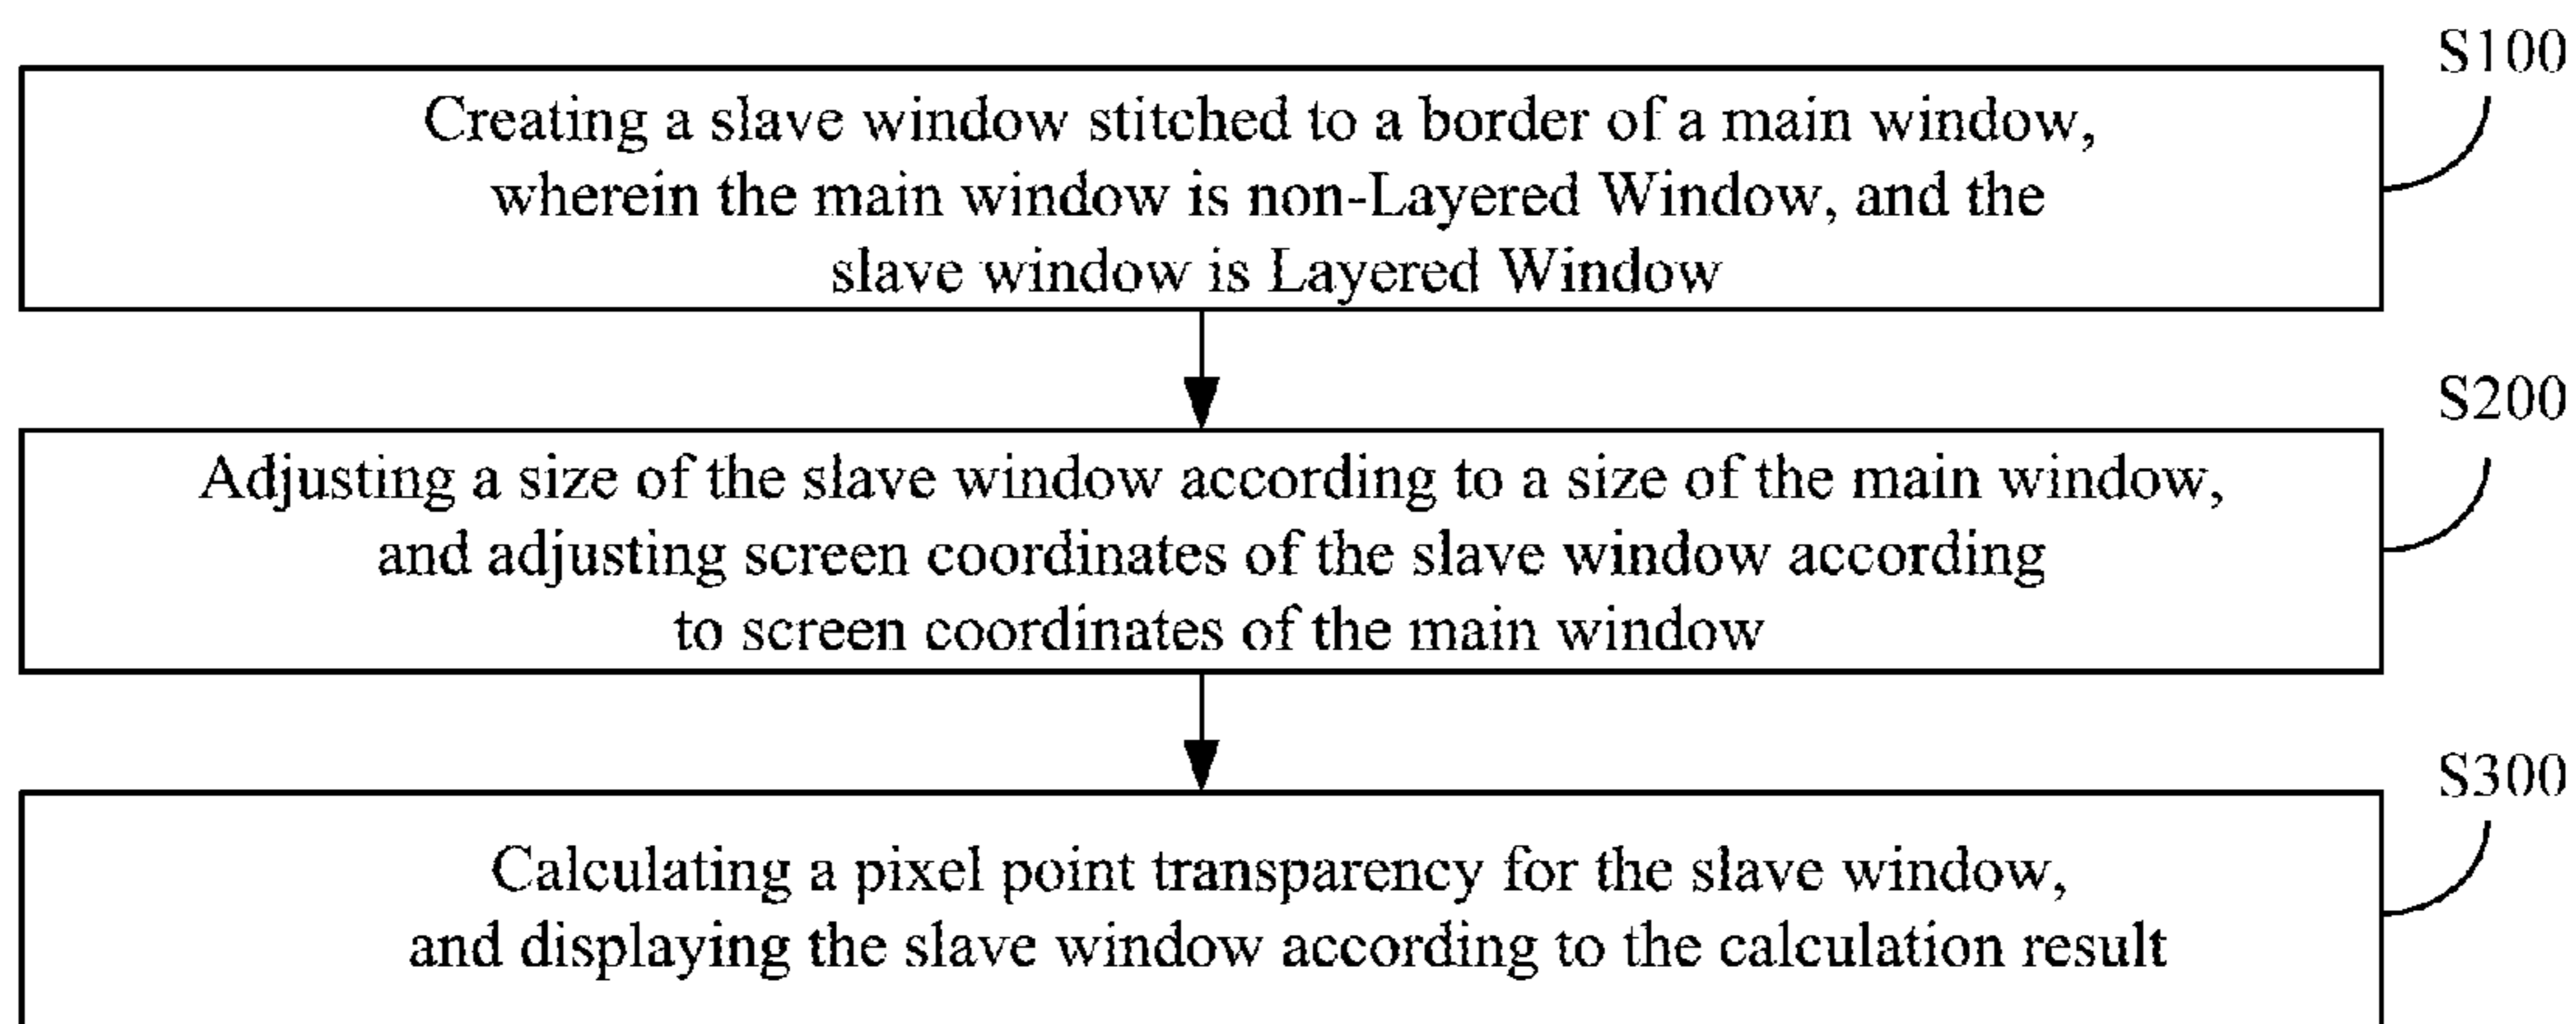 S100
Creating a slave window stitched to a border of a main window,
wherein the main window is non-Layered Window, and the
slave window is Layered Window
S200
Adjusting a size of the slave window according to a size of the main window,
and adjusting screen coordinates of the slave window according
to screen coordinates of the main window
S300
Calculating a pixel point transparency for the slave window,
and displaying the slave window according to the calculation result